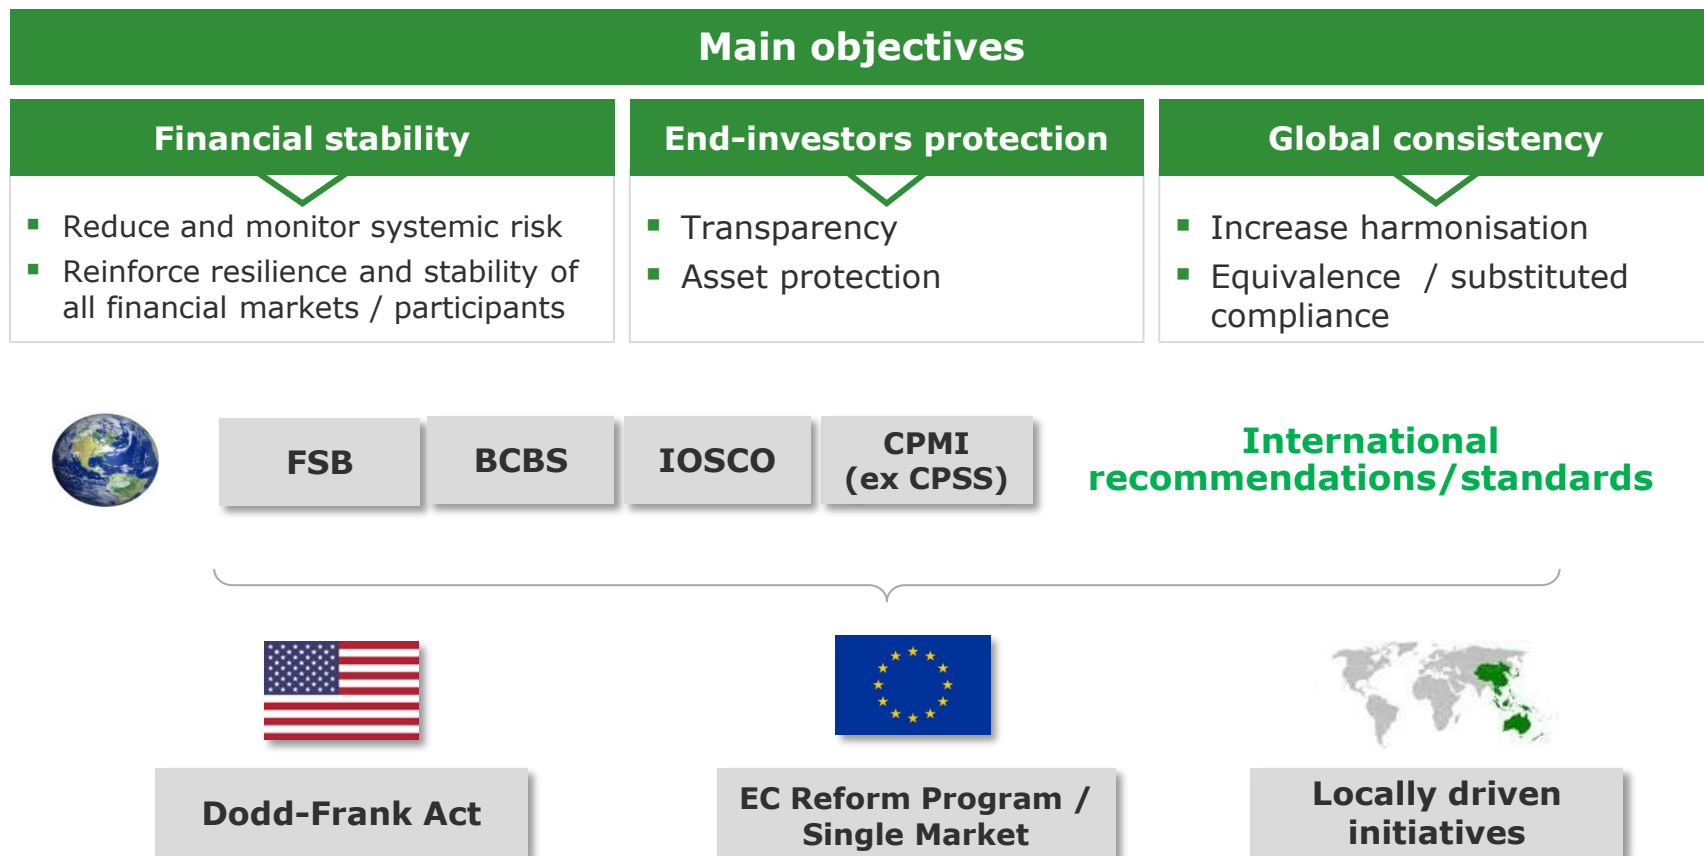 Main objectives
Financial stability
End-investors protection
Global consistency
▪ Reduce and monitor systemic risk
▪ Reinforce resilience and stability of
all financial markets / participants
▪ Transparency
▪ Asset protection
▪ Increase harmonisation
▪ Equivalence / substituted
compliance
FSB
BCBS
IOSCO
CPMI
(ex CPSS)
International
recommendations/standards
Dodd-Frank Act
EC Reform Program /
Single Market
Locally driven
initiatives